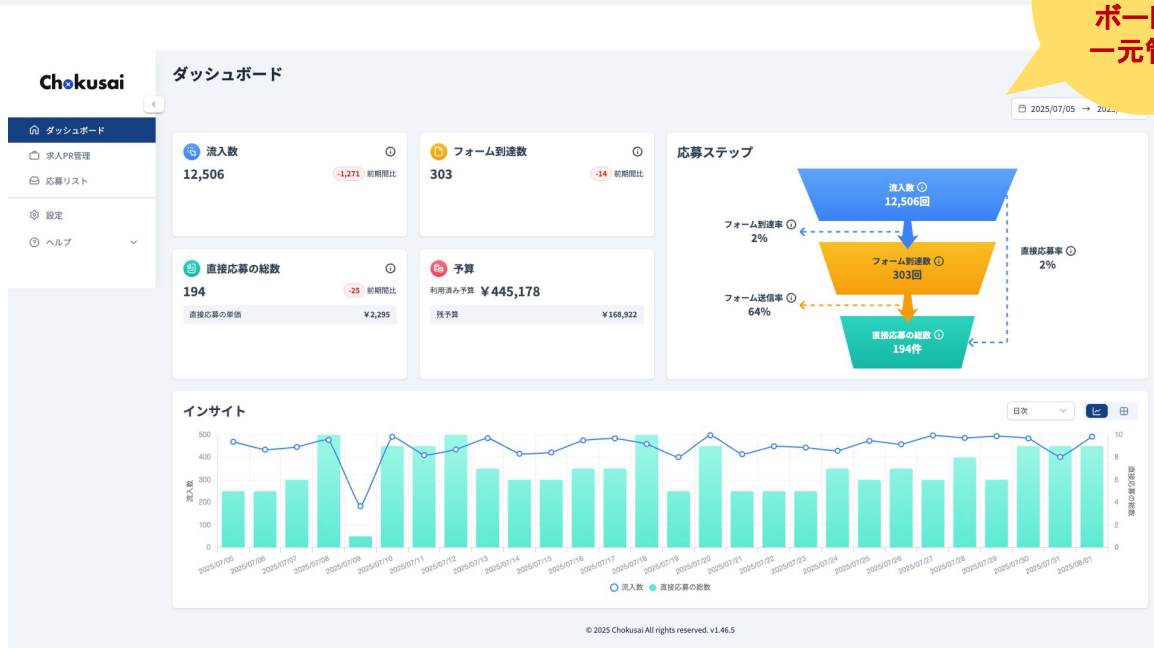 ボード
一元管
Chokusai
ダッシュボード
2025/07/05 → 2025/
ダッシュボード
求人PR管理
応募リスト
設定
ヘルプ
流入数
12,506
-1,271 前期間比
フォーム到達数
303
-14 前期間比
直接応募の総数
194
-25 前期間比
直接応募の単価 ¥2,295
予算
利用済み予算 ¥445,178
残予算 ¥168,922
応募ステップ
流入数
12,506回
フォーム到達率
2%
フォーム到達数
303回
直接応募率
2%
フォーム送信率
64%
直接応募の総数
194件
インサイト
日次
500
400
300
200
100
0
流入数
10
8
6
4
2
0
直接応募の総数
2025/07/05
2025/07/06
2025/07/07
2025/07/08
2025/07/09
2025/07/10
2025/07/11
2025/07/12
2025/07/13
2025/07/14
2025/07/15
2025/07/16
2025/07/17
2025/07/18
2025/07/19
2025/07/20
2025/07/21
2025/07/22
2025/07/23
2025/07/24
2025/07/25
2025/07/26
2025/07/27
2025/07/28
2025/07/29
2025/07/30
2025/07/31
2025/08/01
流入数 直接応募の総数
© 2025 Chokusai All rights reserved. v1.46.5